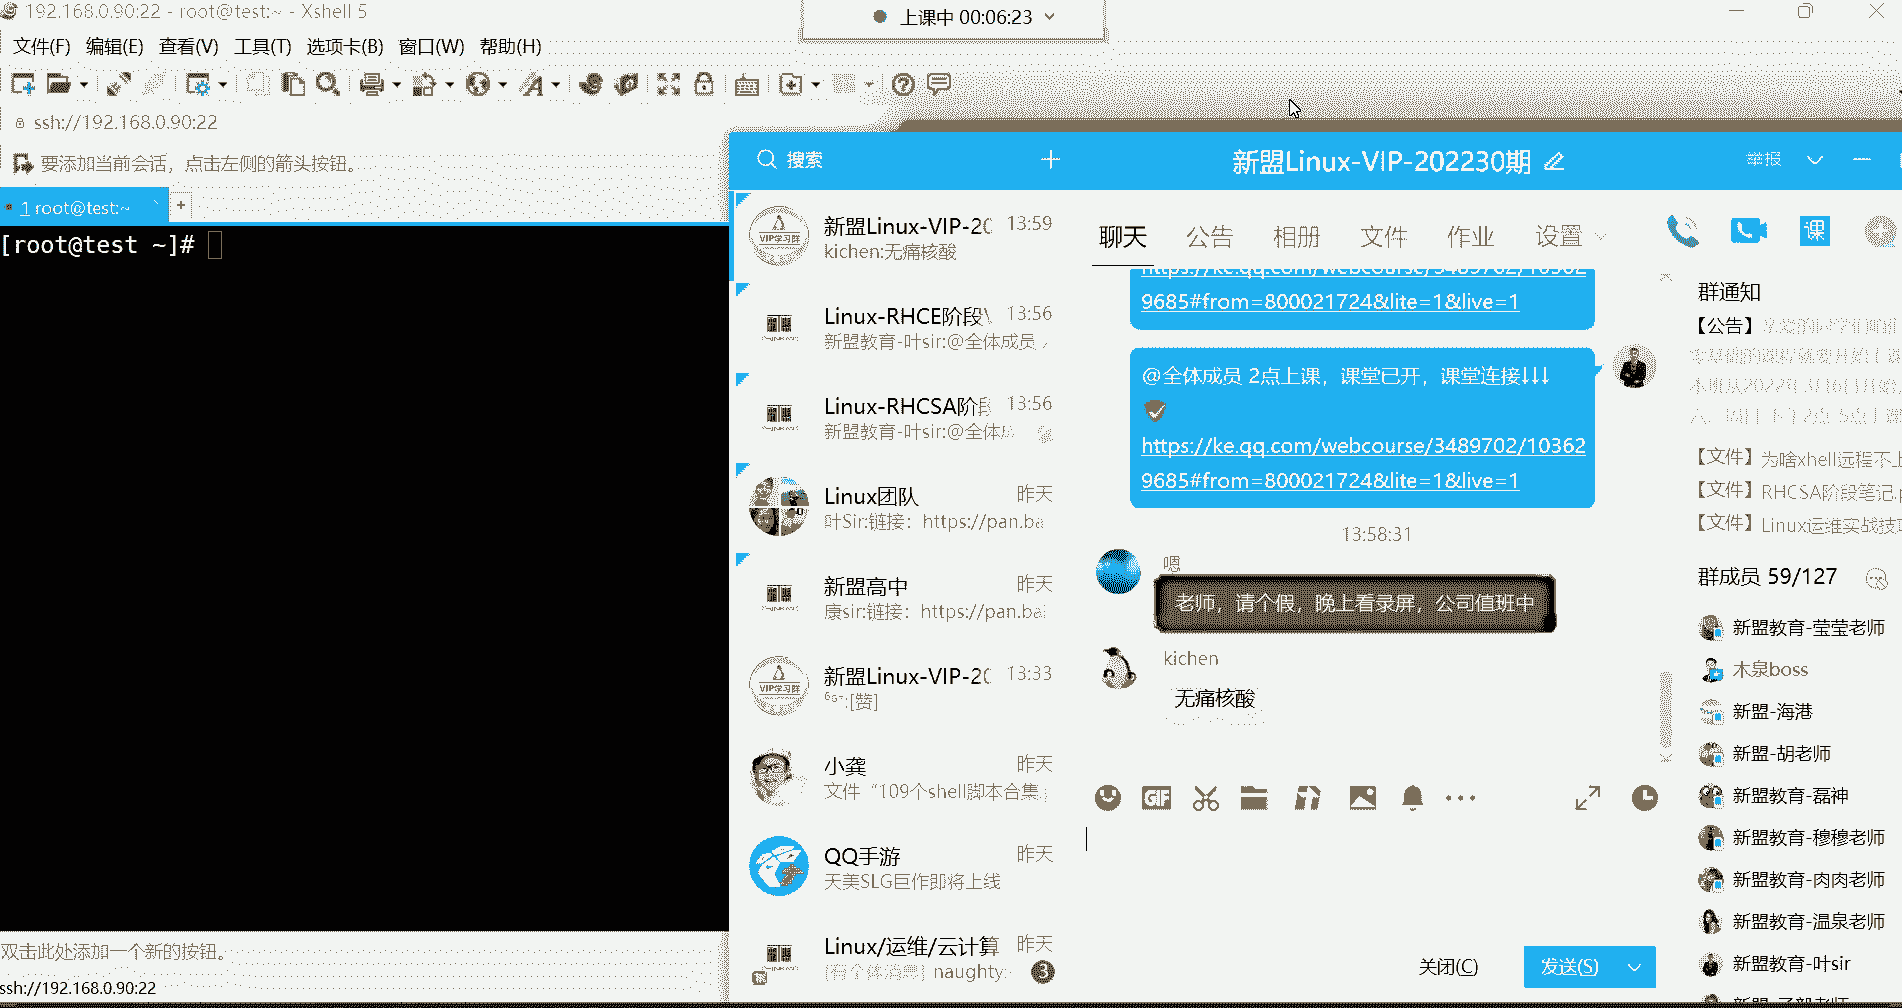 192.168.0.90:22 - root@test:~ - Xshell 5
上课中 00:06:23
文件(F) 编辑(E) 查看(V) 工具(T) 选项卡(B) 窗口(W) 帮助(H)
ssh://192.168.0.90:22
要添加当前会话，点击左侧的箭头按钮。
1 root@test:~
+
[root@test ~]#
双击此处添加一个新的按钮。
ssh://192.168.0.90:22
搜索
新盟Linux-VIP-202230期
举报
新盟Linux-VIP-20 13:59
kichen:无痛核酸
Linux-RHCE阶段 13:56
新盟教育-叶sir:@全体成员
Linux-RHCSA阶段 13:56
新盟教育-叶sir:@全体
Linux团队 昨天
叶Sir:链接：https://pan.ba
新盟高中 昨天
康sir:链接：https://pan.ba
新盟Linux-VIP-20 13:33
:[赞]
小龚 昨天
文件“109个shell脚本合集.
QQ手游 昨天
天美SLG巨作即将上线
Linux/运维/云计算 昨天
[有个体消息] naughty: 3
聊天 公告 相册 文件 作业 设置
课
https://ke.qq.com/webcourse/3489702/10362
9685#from=800021724&lite=1&live=1
@全体成员 2点上课，课堂已开，课堂连接↓↓↓
https://ke.qq.com/webcourse/3489702/10362
9685#from=800021724&lite=1&live=1
13:58:31
嗯
老师，请个假，晚上看录屏，公司值班中
kichen
无痛核酸
GIF
关闭(C) 发送(S)
群通知
【公告】
【文件】为啥xhell远程不上
【文件】RHCSA阶段笔记.
【文件】Linux运维实战技
群成员 59/127
新盟教育-莹莹老师
木泉boss
新盟-海港
新盟-胡老师
新盟教育-磊神
新盟教育-穆穆老师
新盟教育-肉肉老师
新盟教育-温泉老师
新盟教育-叶sir